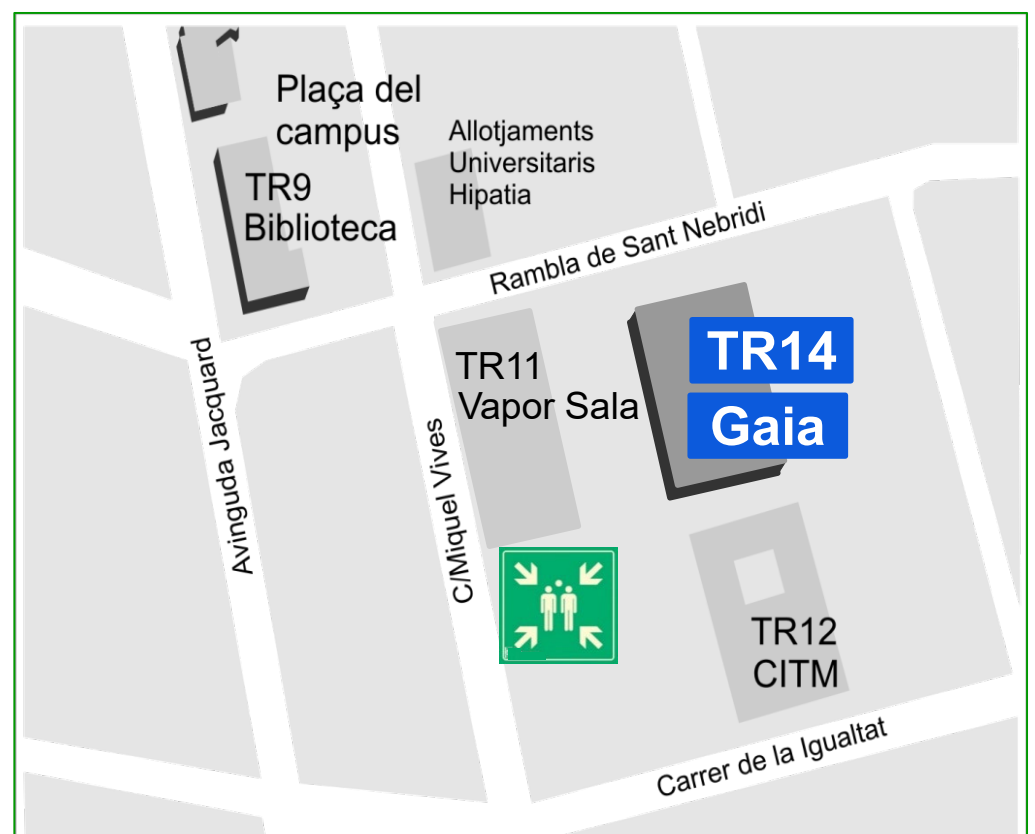 Plaça del
campus
Allotjaments
Universitaris
Hipatia
TR9
Biblioteca
Rambla de Sant Nebridi
TR14
Gaia
TR11
Vapor Sala
Avinguda Jacquard
C/Miquel Vives
TR12
CITM
Carrer de la Igualtat